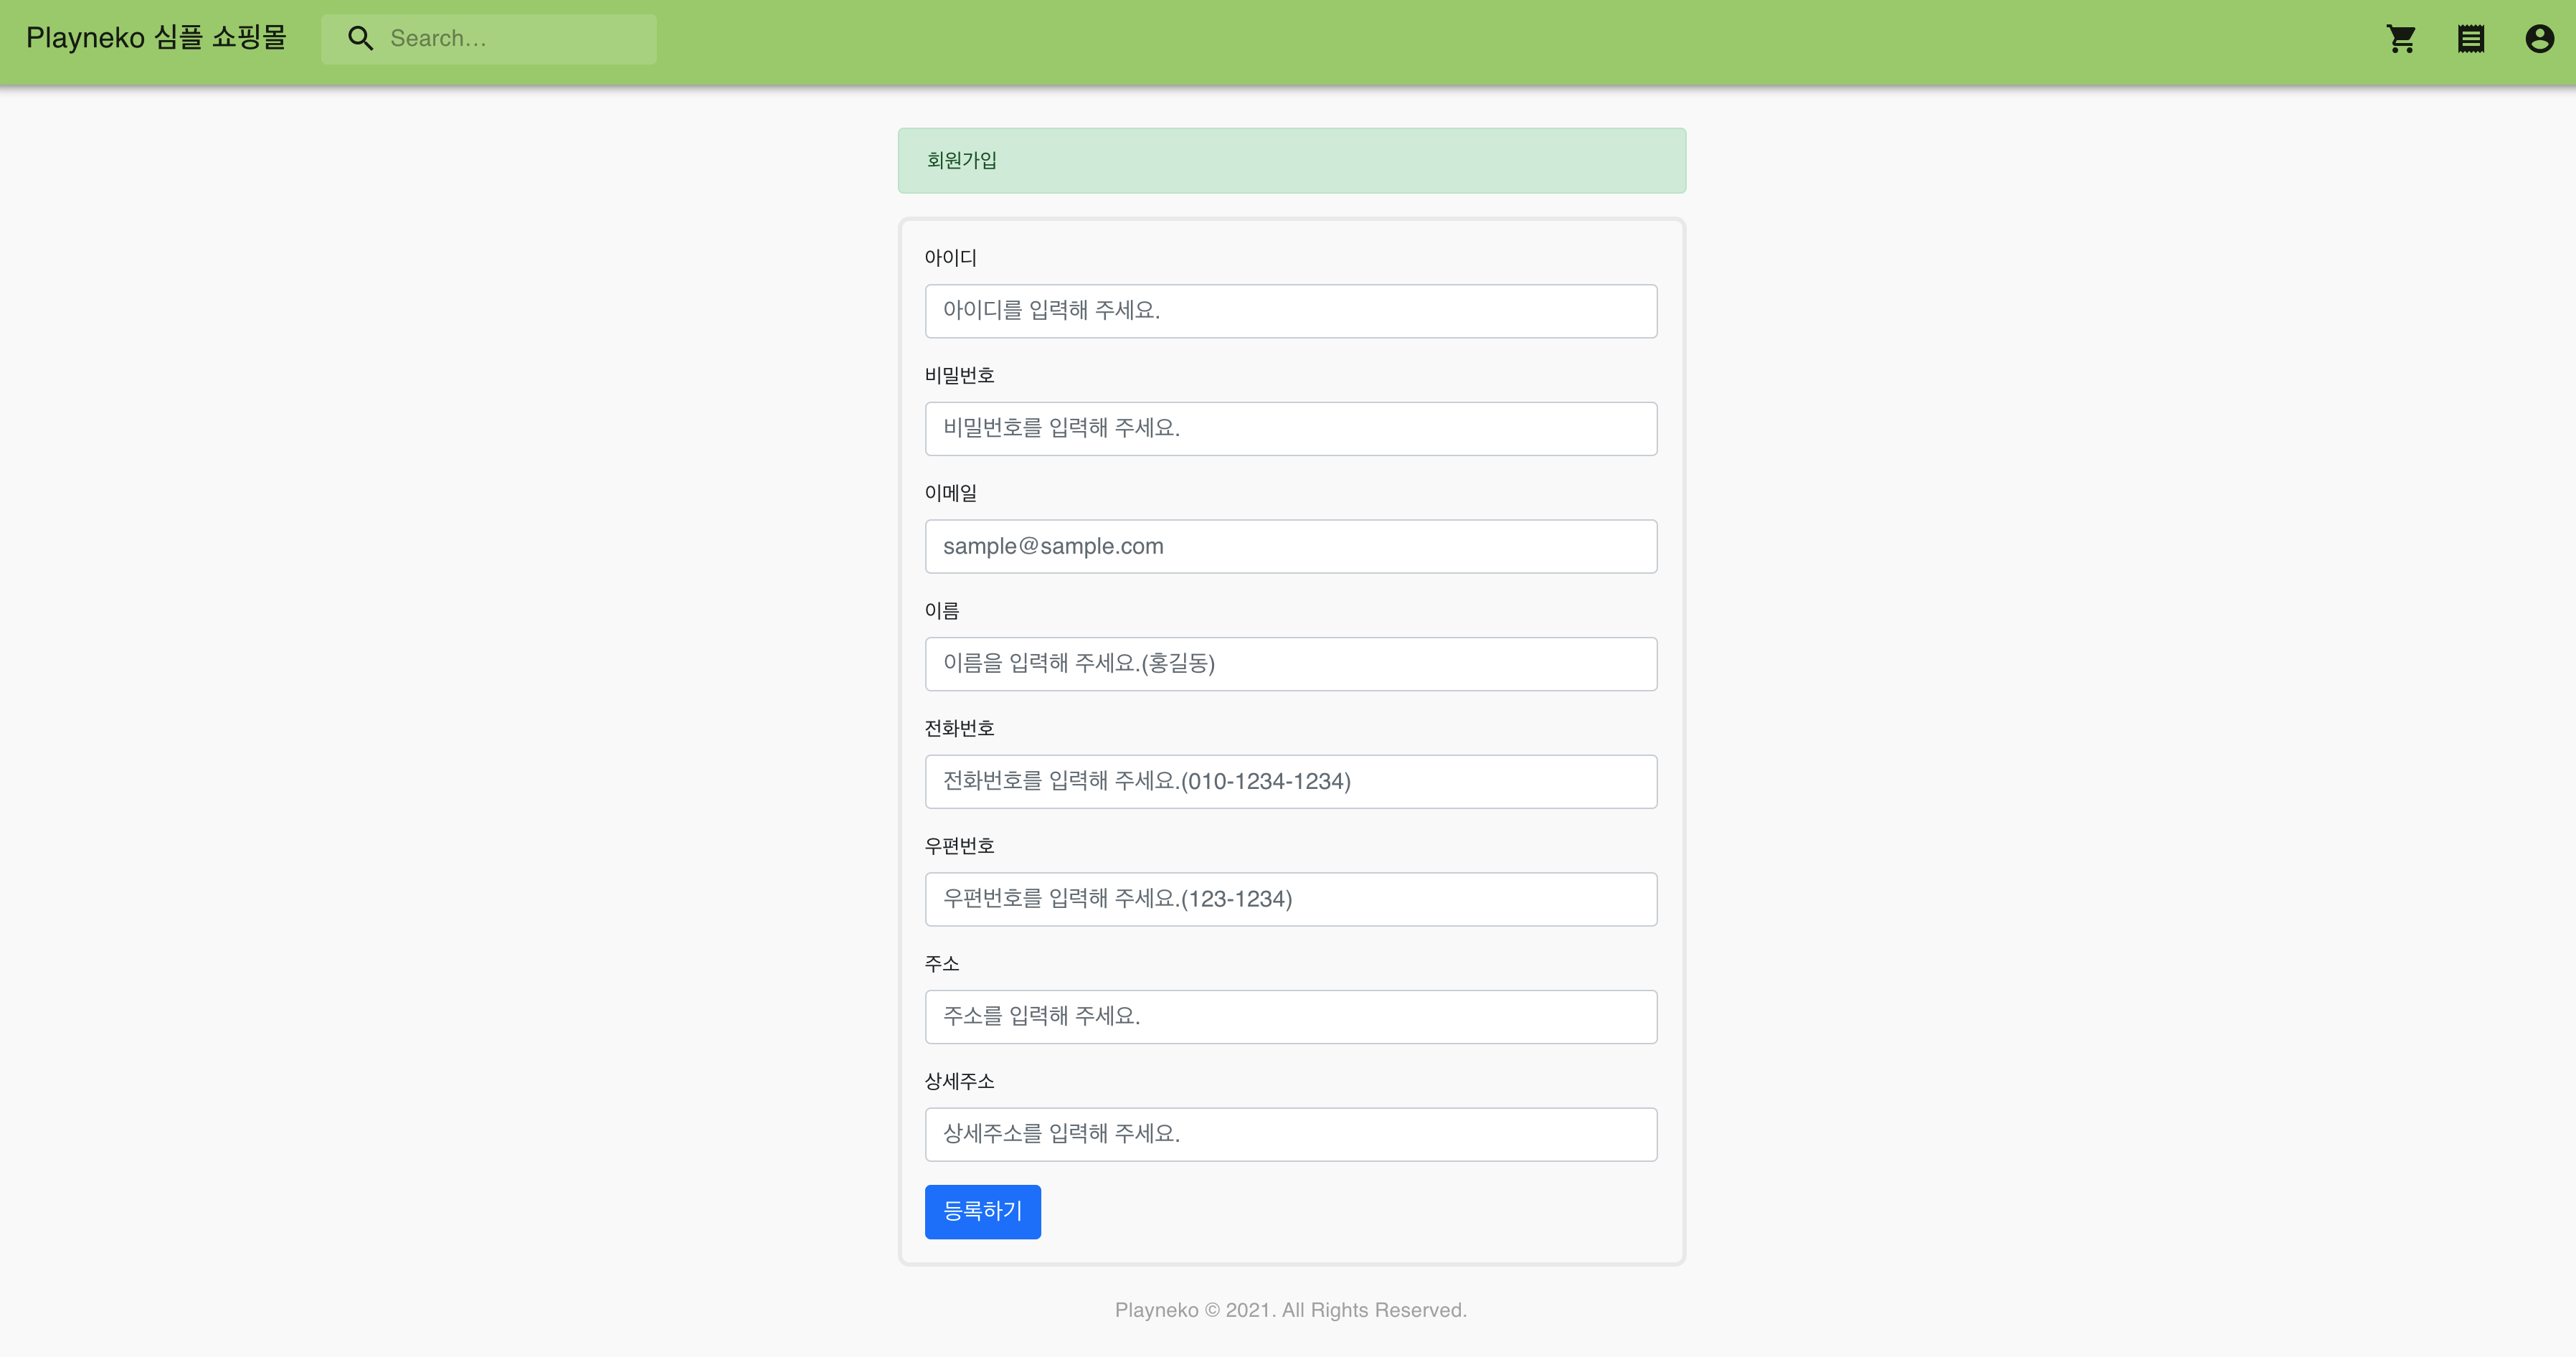 Playneko 심플 쇼핑몰
Search…
회원가입
아이디
아이디를 입력해 주세요.
비밀번호
비밀번호를 입력해 주세요.
이메일
sample@sample.com
이름
이름을 입력해 주세요.(홍길동)
전화번호
전화번호를 입력해 주세요.(010-1234-1234)
우편번호
우편번호를 입력해 주세요.(123-1234)
주소
주소를 입력해 주세요.
상세주소
상세주소를 입력해 주세요.
등록하기
Playneko © 2021. All Rights Reserved.